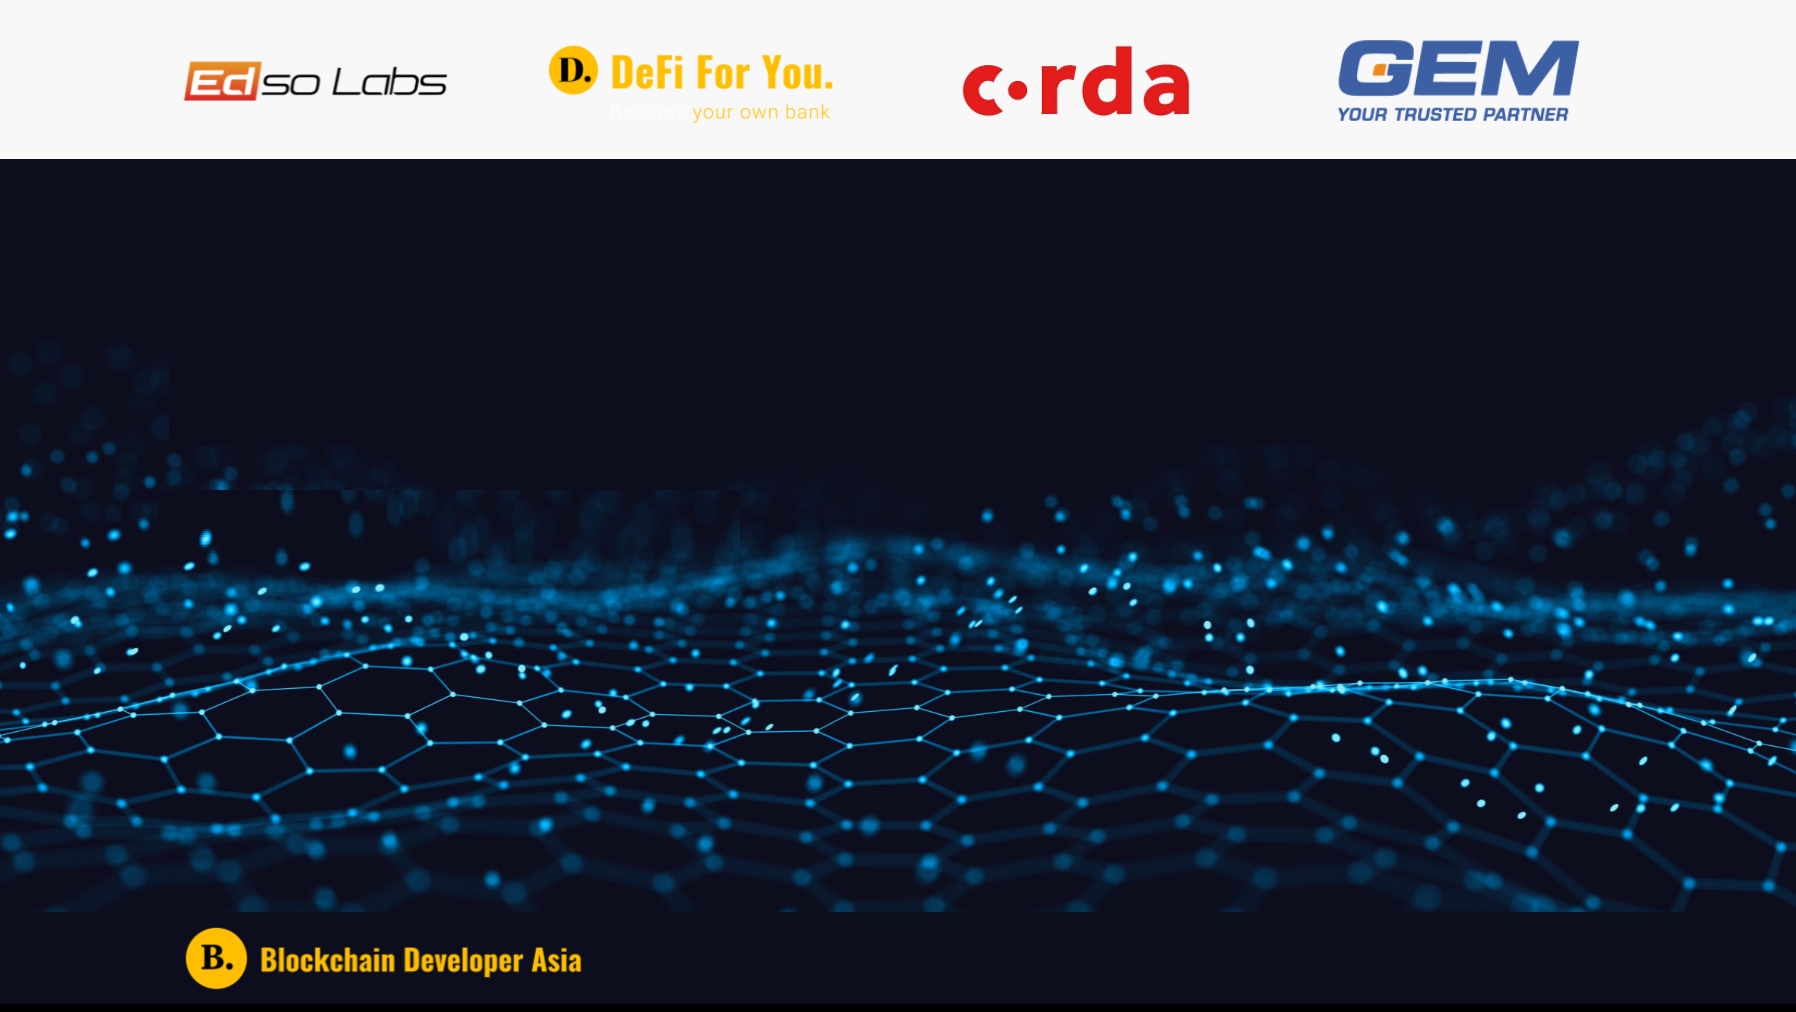 Edso Labs
D. DeFi For You.
Become your own bank
c•rda
GEM
YOUR TRUSTED PARTNER
B. Blockchain Developer Asia